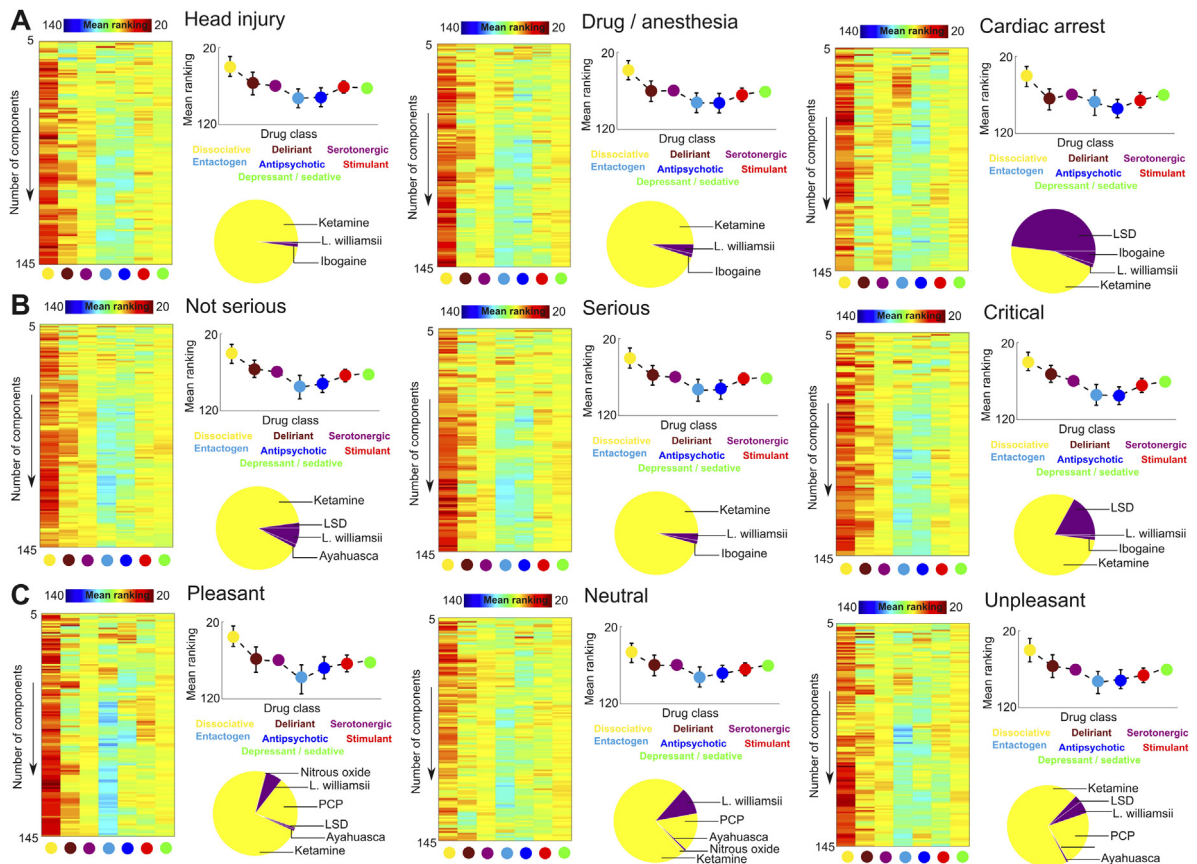 A
140 Mean ranking 20
Head injury
5
145
Number of components
20
120
Mean ranking
Drug class
Dissociative Deliriant Serotonergic
Entactogen Antipsychotic Stimulant
Depressant / sedative
Ketamine
L. williamsii
Ibogaine
140 Mean ranking 20
Drug / anesthesia
5
145
Number of components
20
120
Mean ranking
Drug class
Dissociative Deliriant Serotonergic
Entactogen Antipsychotic Stimulant
Depressant / sedative
Ketamine
L. williamsii
Ibogaine
140 Mean ranking 20
Cardiac arrest
5
145
Number of components
20
120
Mean ranking
Drug class
Dissociative Deliriant Serotonergic
Entactogen Antipsychotic Stimulant
Depressant / sedative
LSD
Ibogaine
L. williamsii
Ketamine
B
140 Mean ranking 20
Not serious
5
145
Number of components
20
120
Mean ranking
Drug class
Dissociative Deliriant Serotonergic
Entactogen Antipsychotic Stimulant
Depressant / sedative
Ketamine
LSD
L. williamsii
Ayahuasca
140 Mean ranking 20
Serious
5
145
Number of components
20
120
Mean ranking
Drug class
Dissociative Deliriant Serotonergic
Entactogen Antipsychotic Stimulant
Depressant / sedative
Ketamine
L. williamsii
Ibogaine
140 Mean ranking 20
Critical
5
145
Number of components
20
120
Mean ranking
Drug class
Dissociative Deliriant Serotonergic
Entactogen Antipsychotic Stimulant
Depressant / sedative
LSD
L. williamsii
Ibogaine
Ketamine
C
140 Mean ranking 20
Pleasant
5
145
Number of components
20
120
Mean ranking
Drug class
Dissociative Deliriant Serotonergic
Entactogen Antipsychotic Stimulant
Depressant / sedative
Nitrous oxide
L. williamsii
PCP
LSD
Ayahuasca
Ketamine
140 Mean ranking 20
Neutral
5
145
Number of components
20
120
Mean ranking
Drug class
Dissociative Deliriant Serotonergic
Entactogen Antipsychotic Stimulant
Depressant / sedative
L. williamsii
PCP
Ayahuasca
Nitrous oxide
Ketamine
140 Mean ranking 20
Unpleasant
5
145
Number of components
20
120
Mean ranking
Drug class
Dissociative Deliriant Serotonergic
Entactogen Antipsychotic Stimulant
Depressant / sedative
Ketamine
LSD
L. williamsii
PCP
Ayahuasca